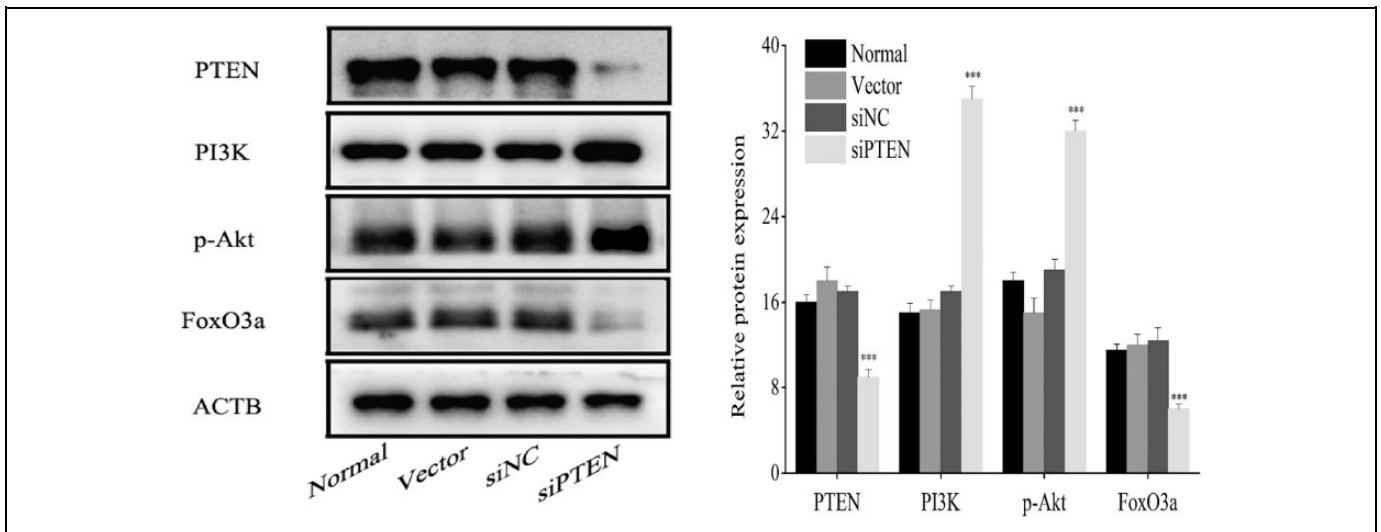 PTEN
PI3K
p-Akt
FoxO3a
ACTB
Normal Vector siNC siPTEN
Relative protein expression
40
32
24
16
8
0
Normal
Vector
siNC
siPTEN
***
***
***
***
PTEN PI3K p-Akt FoxO3a